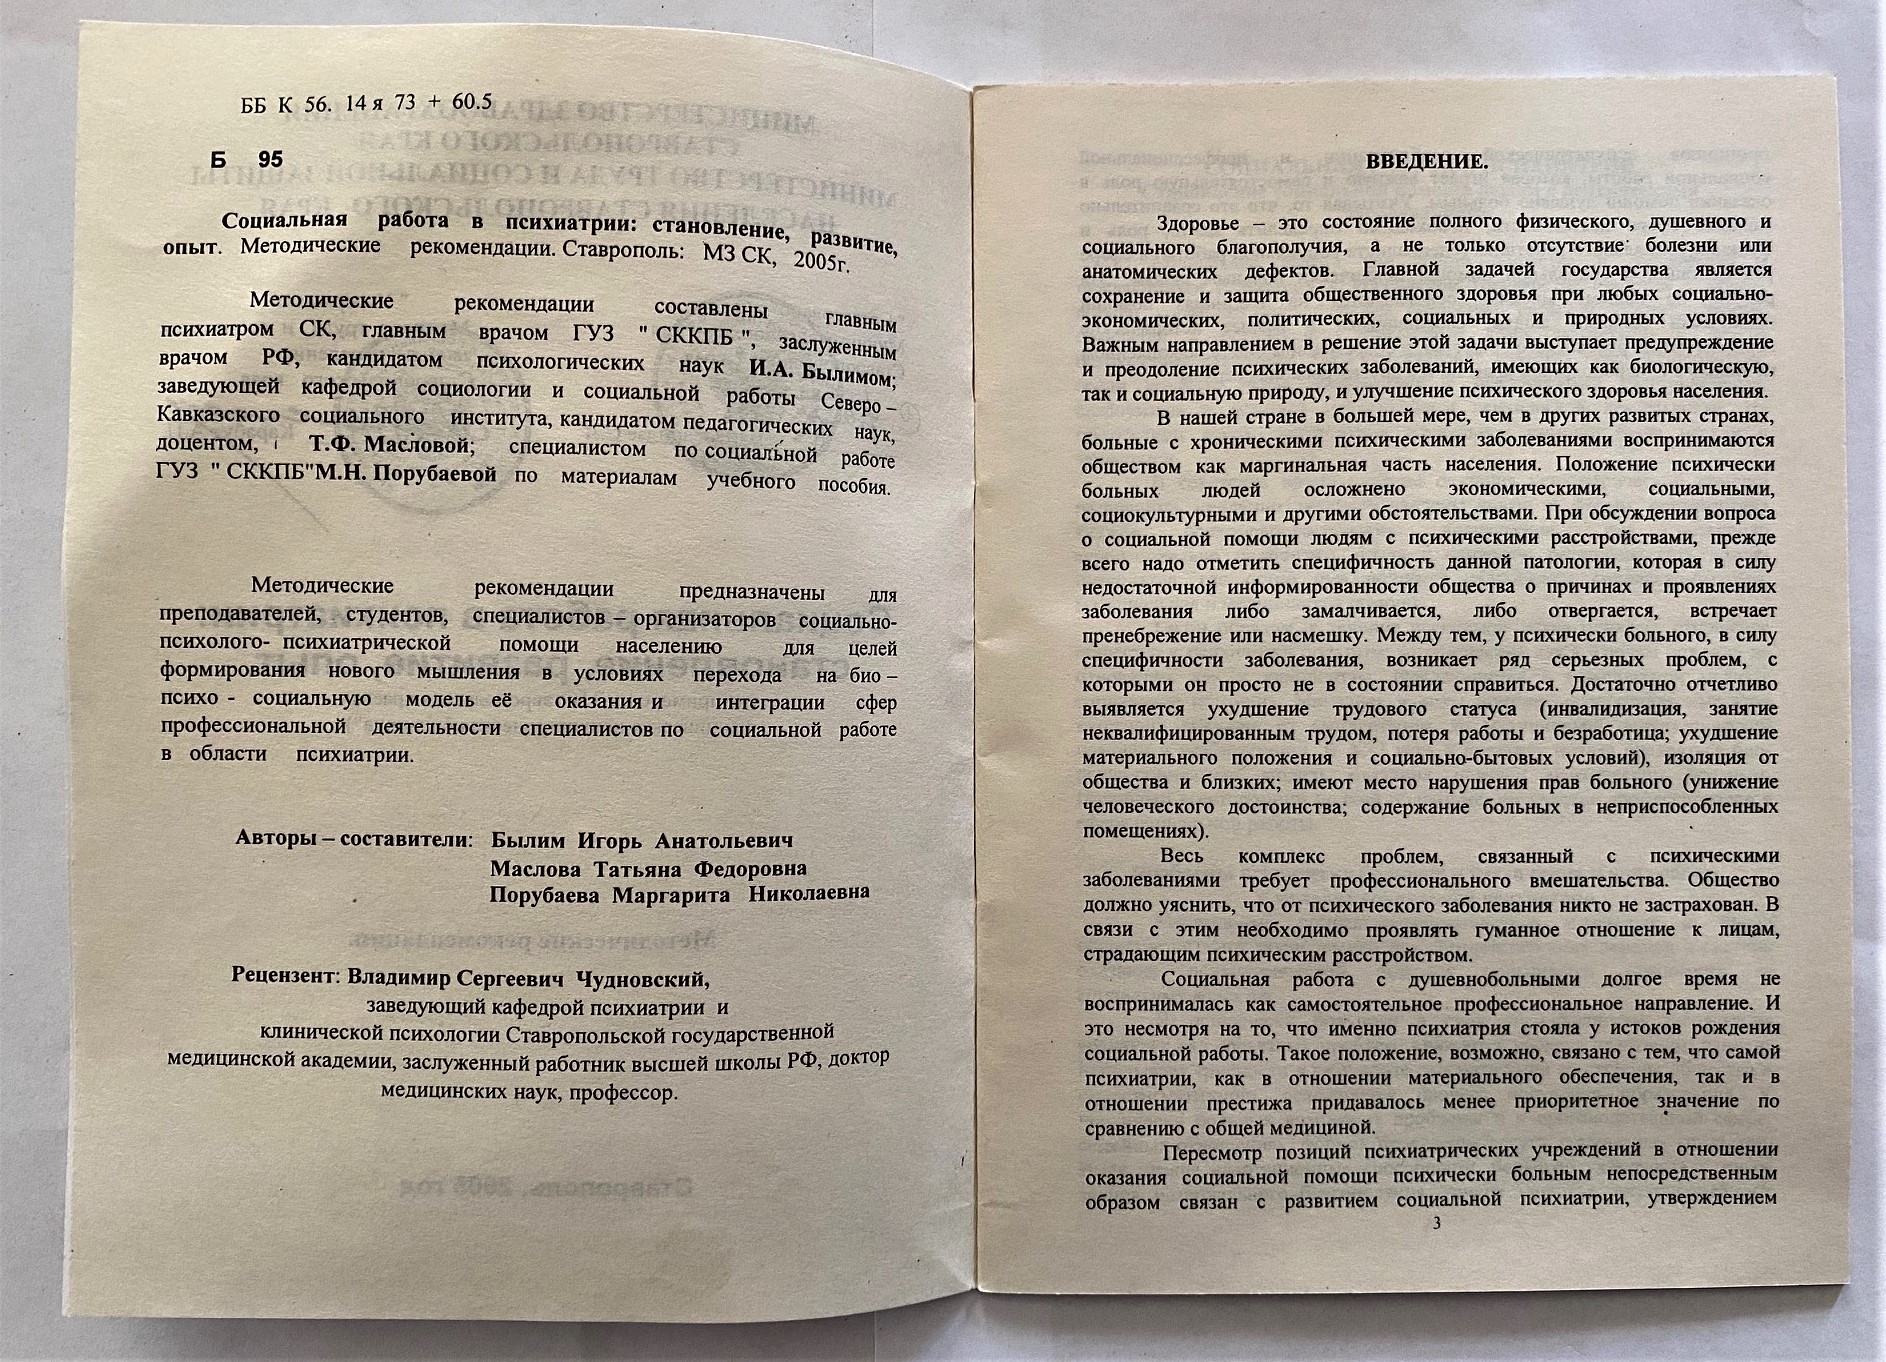 ББ К 56. 14 я 73 + 60.5
Б 95
Социальная работа в психиатрии: становление, развитие,
опыт. Методические рекомендации. Ставрополь: МЗ СК, 2005г.
Методические рекомендации составлены главным
психиатром СК, главным врачом ГУЗ " СККПБ ", заслуженным
врачом РФ, кандидатом психологических наук И.А. Былимом;
заведующей кафедрой социологии и социальной работы Северо –
Кавказского социального института, кандидатом педагогических наук,
доцентом, Т.Ф. Масловой; специалистом по социальной работе
ГУЗ " СККПБ"М.Н. Порубаевой по материалам учебного пособия.
Методические рекомендации предназначены для
преподавателей, студентов, специалистов – организаторов социально-
психолого- психиатрической помощи населению для целей
формирования нового мышления в условиях перехода на био –
психо - социальную модель её оказания и интеграции сфер
профессиональной деятельности специалистов по социальной работе
в области психиатрии.
Авторы – составители: Былим Игорь Анатольевич
Маслова Татьяна Федоровна
Порубаева Маргарита Николаевна
Рецензент: Владимир Сергеевич Чудновский,
заведующий кафедрой психиатрии и
клинической психологии Ставропольской государственной
медицинской академии, заслуженный работник высшей школы РФ, доктор
медицинских наук, профессор.
ВВЕДЕНИЕ.
Здоровье – это состояние полного физического, душевного и
социального благополучия, а не только отсутствие болезни или
анатомических дефектов. Главной задачей государства является
сохранение и защита общественного здоровья при любых социально-
экономических, политических, социальных и природных условиях.
Важным направлением в решение этой задачи выступает предупреждение
и преодоление психических заболеваний, имеющих как биологическую,
так и социальную природу, и улучшение психического здоровья населения.
В нашей стране в большей мере, чем в других развитых странах,
больные с хроническими психическими заболеваниями воспринимаются
обществом как маргинальная часть населения. Положение психически
больных людей осложнено экономическими, социальными,
социокультурными и другими обстоятельствами. При обсуждении вопроса
о социальной помощи людям с психическими расстройствами, прежде
всего надо отметить специфичность данной патологии, которая в силу
недостаточной информированности общества о причинах и проявлениях
заболевания либо замалчивается, либо отвергается, встречает
пренебрежение или насмешку. Между тем, у психически больного, в силу
специфичности заболевания, возникает ряд серьезных проблем, с
которыми он просто не в состоянии справиться. Достаточно отчетливо
выявляется ухудшение трудового статуса (инвалидизация, занятие
неквалифицированным трудом, потеря работы и безработица; ухудшение
материального положения и социально-бытовых условий), изоляция от
общества и близких; имеют место нарушения прав больного (унижение
человеческого достоинства; содержание больных в неприспособленных
помещениях).
Весь комплекс проблем, связанный с психическими
заболеваниями требует профессионального вмешательства. Общество
должно уяснить, что от психического заболевания никто не застрахован. В
связи с этим необходимо проявлять гуманное отношение к лицам,
страдающим психическим расстройством.
Социальная работа с душевнобольными долгое время не
воспринималась как самостоятельное профессиональное направление. И
это несмотря на то, что именно психиатрия стояла у истоков рождения
социальной работы. Такое положение, возможно, связано с тем, что самой
психиатрии, как в отношении материального обеспечения, так и в
отношении престижа придавалось менее приоритетное значение по
сравнению с общей медициной.
Пересмотр позиций психиатрических учреждений в отношении
оказания социальной помощи психически больным непосредственным
образом связан с развитием социальной психиатрии, утверждением
3